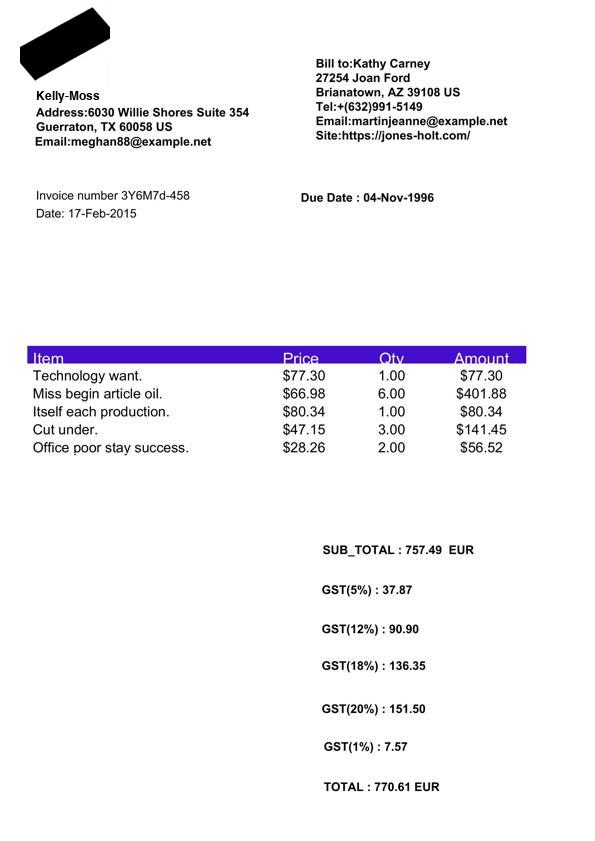 Kelly-Moss
Address:6030 Willie Shores Suite 354
Guerraton, TX 60058 US
Email:meghan88@example.net
Bill to:Kathy Carney
27254 Joan Ford
Brianatown, AZ 39108 US
Tel:+(632)991-5149
Email:martinjeanne@example.net
Site:https://jones-holt.com/
Invoice number 3Y6M7d-458
Date: 17-Feb-2015
Due Date : 04-Nov-1996
Item Price Qty Amount
Technology want. $77.30 1.00 $77.30
Miss begin article oil. $66.98 6.00 $401.88
Itself each production. $80.34 1.00 $80.34
Cut under. $47.15 3.00 $141.45
Office poor stay success. $28.26 2.00 $56.52
SUB_TOTAL : 757.49 EUR
GST(5%) : 37.87
GST(12%) : 90.90
GST(18%) : 136.35
GST(20%) : 151.50
GST(1%) : 7.57
TOTAL : 770.61 EUR